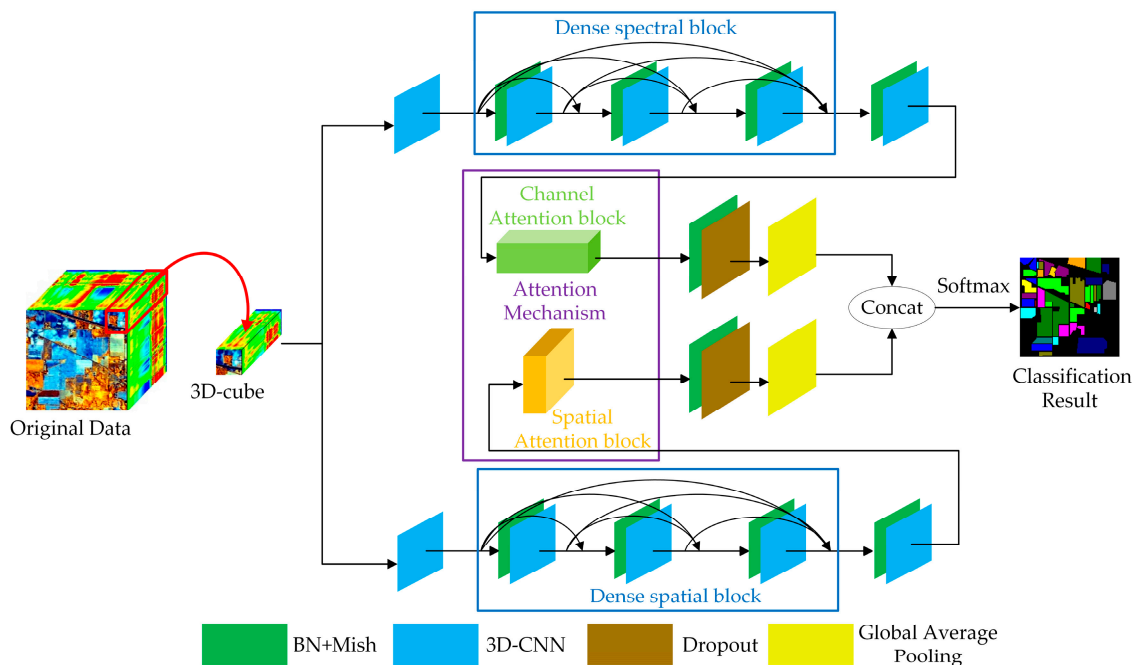 Dense spectral block
Channel
Attention block
Attention
Mechanism
Spatial
Attention block
3D-cube
Original Data
Concat
Softmax
Classification
Result
Dense spatial block
BN+Mish
3D-CNN
Dropout
Global Average
Pooling